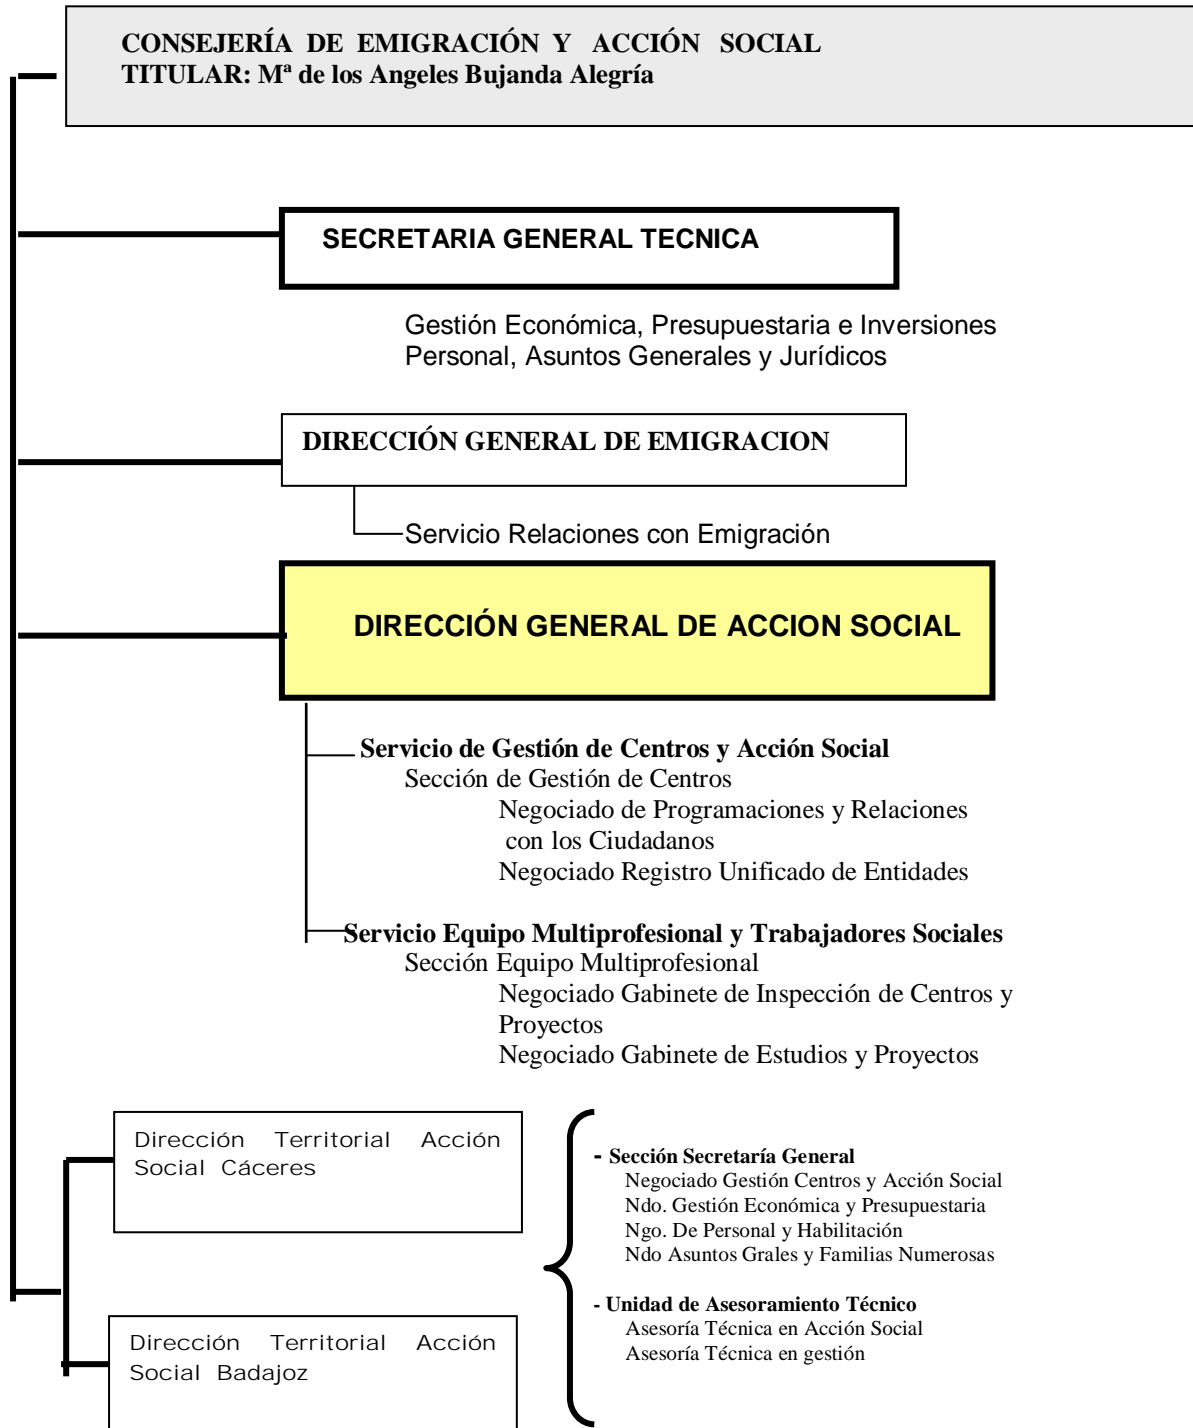 CONSEJERÍA DE EMIGRACIÓN Y ACCIÓN SOCIAL
TITULAR: Mª de los Angeles Bujanda Alegría
SECRETARIA GENERAL TECNICA
Gestión Económica, Presupuestaria e Inversiones
Personal, Asuntos Generales y Jurídicos
DIRECCIÓN GENERAL DE EMIGRACION
Servicio Relaciones con Emigración
DIRECCIÓN GENERAL DE ACCION SOCIAL
Servicio de Gestión de Centros y Acción Social
Sección de Gestión de Centros
Negociado de Programaciones y Relaciones
con los Ciudadanos
Negociado Registro Unificado de Entidades
Servicio Equipo Multiprofesional y Trabajadores Sociales
Sección Equipo Multiprofesional
Negociado Gabinete de Inspección de Centros y
Proyectos
Negociado Gabinete de Estudios y Proyectos
Dirección Territorial Acción
Social Cáceres
Dirección Territorial Acción
Social Badajoz
- Sección Secretaría General
Negociado Gestión Centros y Acción Social
Ndo. Gestión Económica y Presupuestaria
Ngo. De Personal y Habilitación
Ndo Asuntos Grales y Familias Numerosas
- Unidad de Asesoramiento Técnico
Asesoría Técnica en Acción Social
Asesoría Técnica en gestión